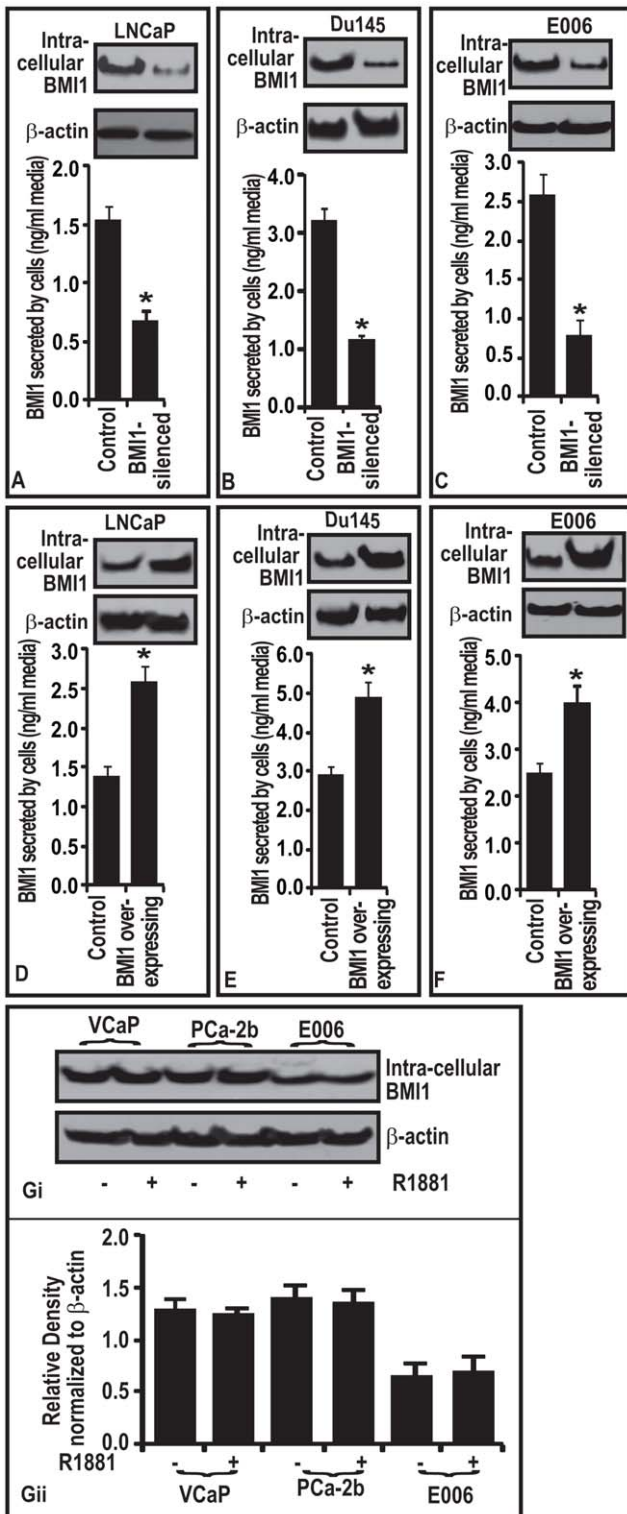 LNCaP
Intra-
cellular
BMI1
β-actin
BMI1 secreted by cells (ng/ml media)
2.0
1.5
1.0
0.5
0.0
*
Control
BMI1-
silenced
A
Du145
Intra-
cellular
BMI1
β-actin
BMI1 secreted by cells (ng/ml media)
4.0
3.0
2.0
1.0
0.0
*
Control
BMI1-
silenced
B
E006
Intra-
cellular
BMI1
β-actin
BMI1 secreted by cells (ng/ml media)
3.0
2.5
2.0
1.5
1.0
0.5
0.0
*
Control
BMI1-
silenced
C
LNCaP
Intra-
cellular
BMI1
β-actin
BMI1 secreted by cells (ng/ml media)
3.0
2.5
2.0
1.5
1.0
0.5
0.0
*
Control
BMI1 over-
expressing
D
Du145
Intra-
cellular
BMI1
β-actin
BMI1 secreted by cells (ng/ml media)
6.0
5.0
4.0
3.0
2.0
1.0
0.0
*
Control
BMI1 over-
expressing
E
E006
Intra-
cellular
BMI1
β-actin
BMI1 secreted by cells (ng/ml media)
5.0
4.0
3.0
2.0
1.0
0.0
*
Control
BMI1 over-
expressing
F
VCaP PCa-2b E006
Intra-cellular
BMI1
β-actin
- + - + - + R1881
Gi
Relative Density
normalized to β-actin
2.0
1.5
1.0
0.5
0.0
R1881 - + - + - +
VCaP PCa-2b E006
Gii